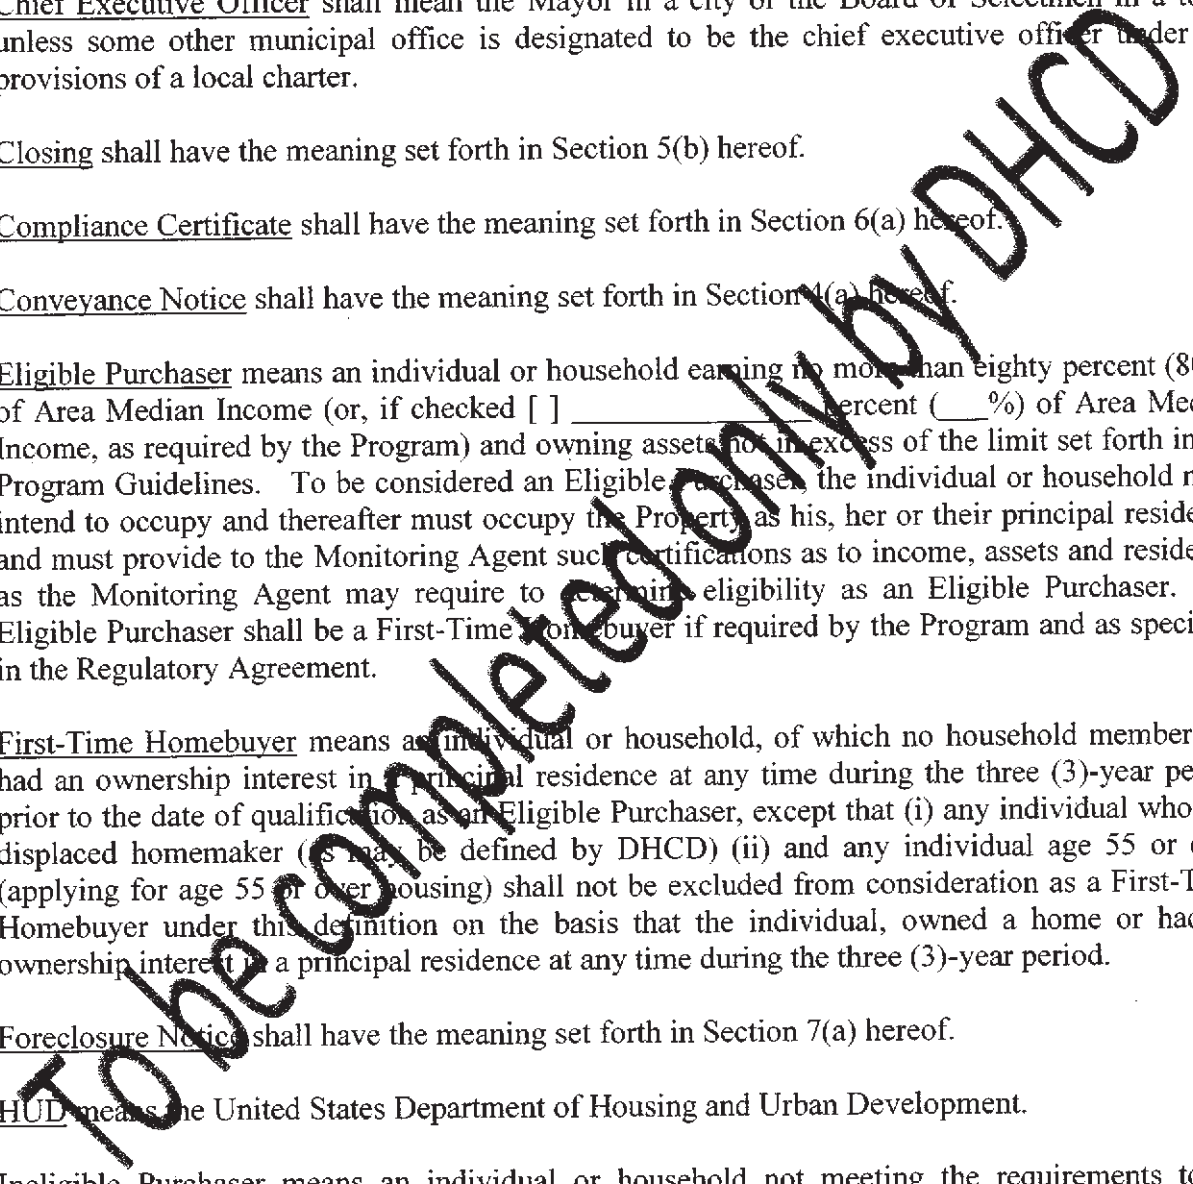 Chief Executive Officer shall mean the Mayor in a city or the Board of Selectmen in a
unless some other municipal office is designated to be the chief executive officer under
provisions of a local charter.
Closing shall have the meaning set forth in Section 5(b) hereof.
Compliance Certificate shall have the meaning set forth in Section 6(a) hereof.
Conveyance Notice shall have the meaning set forth in Section 4(a) hereof.
Eligible Purchaser means an individual or household earning no more than eighty percent (8
of Area Median Income (or, if checked [ ] ____________________ percent (___%) of Area Med
Income, as required by the Program) and owning assets not in excess of the limit set forth in
Program Guidelines. To be considered an Eligible Purchaser, the individual or household
intend to occupy and thereafter must occupy the Property as his, her or their principal reside
and must provide to the Monitoring Agent such certifications as to income, assets and reside
as the Monitoring Agent may require to determine eligibility as an Eligible Purchaser.
Eligible Purchaser shall be a First-Time Homebuyer if required by the Program and as speci
in the Regulatory Agreement.
First-Time Homebuyer means an individual or household, of which no household member
had an ownership interest in a principal residence at any time during the three (3)-year pe
prior to the date of qualification as an Eligible Purchaser, except that (i) any individual who
displaced homemaker (as may be defined by DHCD) (ii) and any individual age 55 or
(applying for age 55 or over housing) shall not be excluded from consideration as a First-T
Homebuyer under this definition on the basis that the individual, owned a home or had
ownership interest in a principal residence at any time during the three (3)-year period.
Foreclosure Notice shall have the meaning set forth in Section 7(a) hereof.
HUD means the United States Department of Housing and Urban Development.
Ineligible Purchaser means an individual or household not meeting the requirements to
To be completed only by DHCD